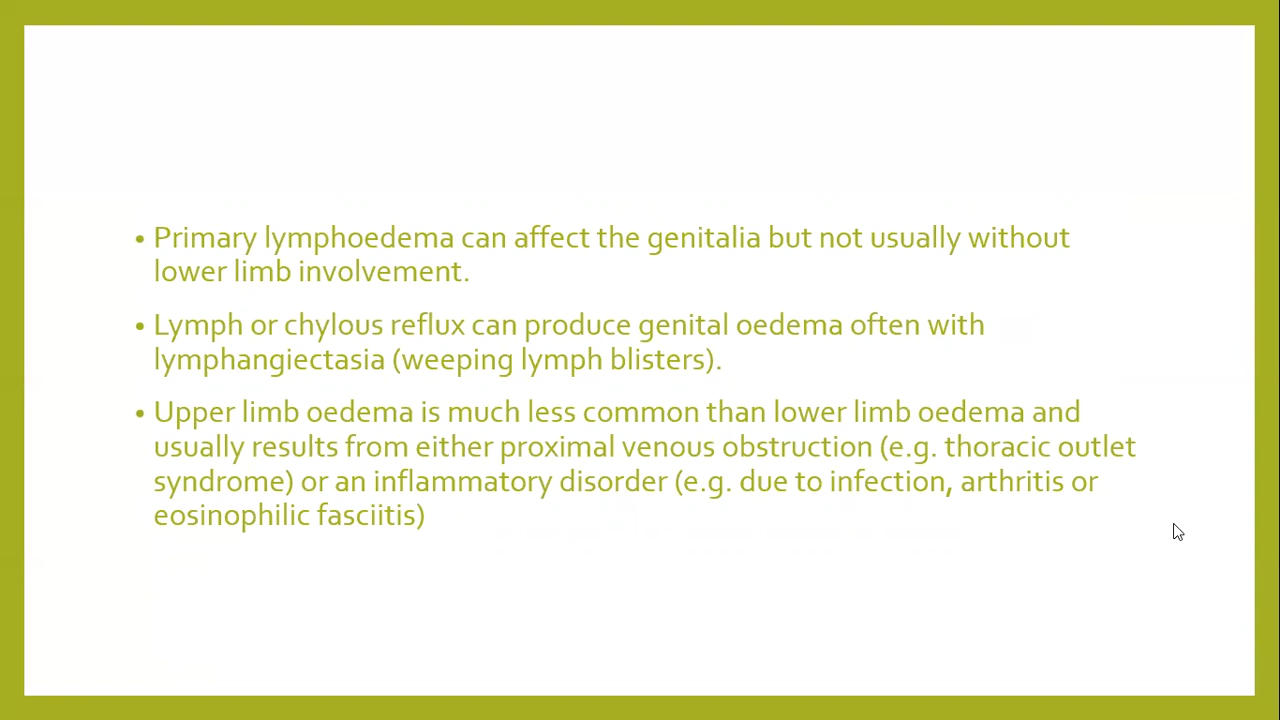 • Primary lymphoedema can affect the genitalia but not usually without
lower limb involvement.
• Lymph or chylous reflux can produce genital oedema often with
lymphangiectasia (weeping lymph blisters).
• Upper limb oedema is much less common than lower limb oedema and
usually results from either proximal venous obstruction (e.g. thoracic outlet
syndrome) or an inflammatory disorder (e.g. due to infection, arthritis or
eosinophilic fasciitis)